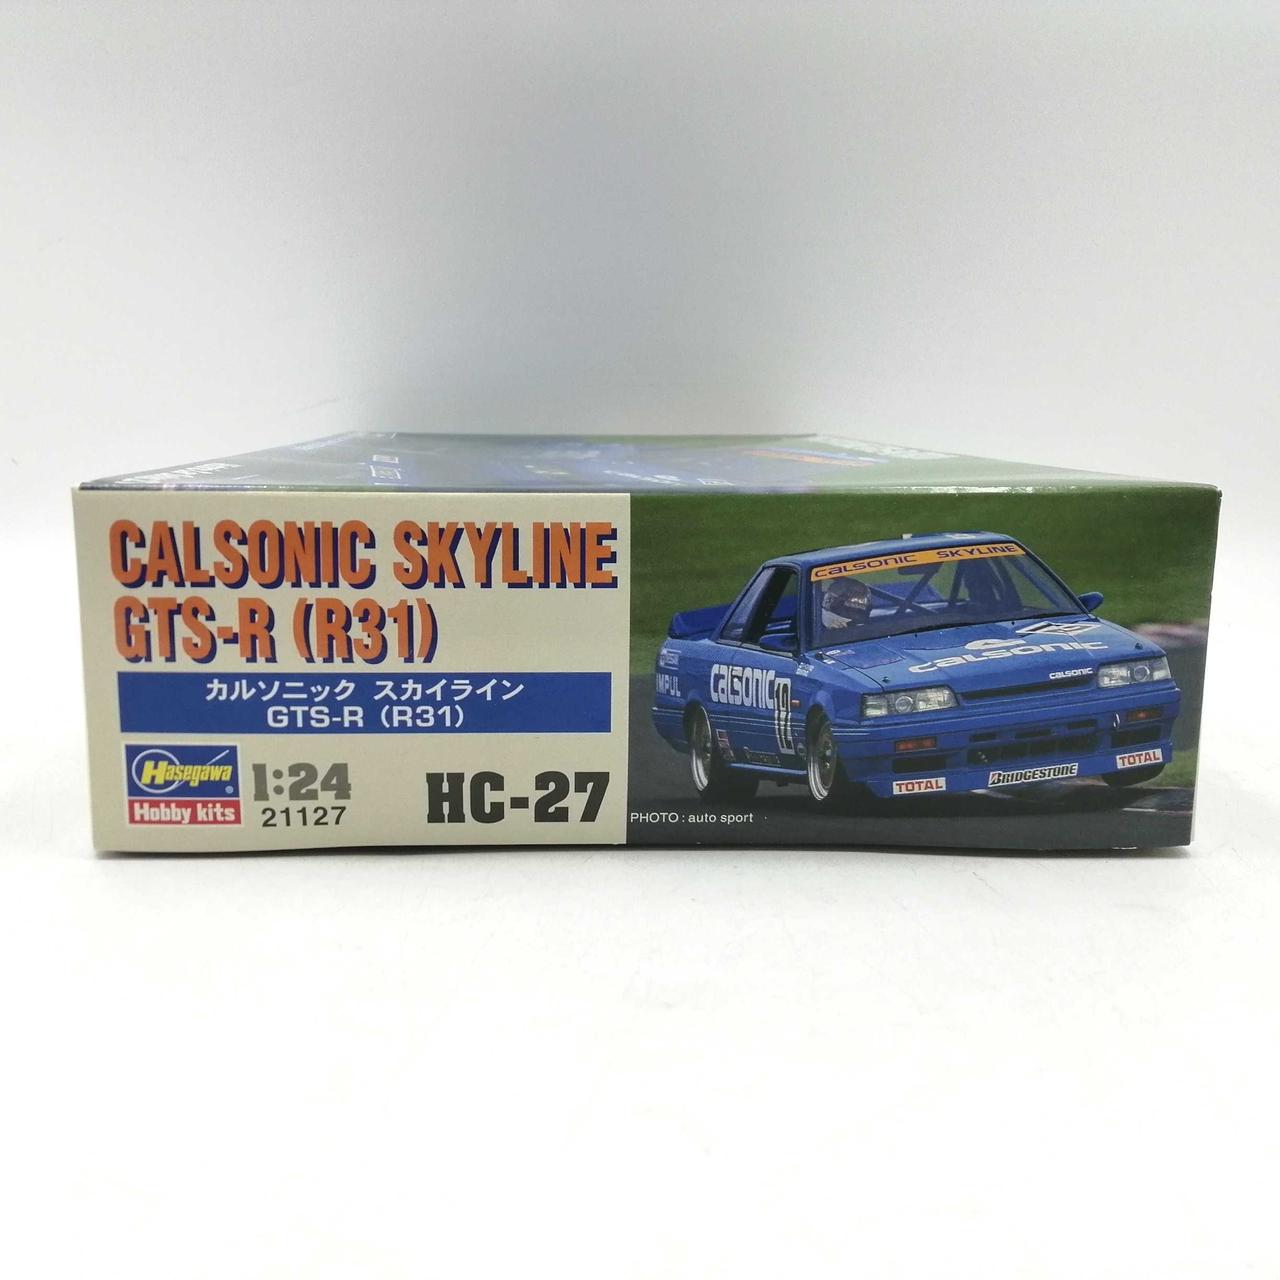 CALSONIC SKYLINE
GTS-R (R31)
カルソニック スカイライン
GTS-R (R31)
Hasegawa
Hobby kits
1:24
21127
HC-27
CALSONIC SKYLINE
CALSONIC
CALSONIC
IMPUL
CALSONIC 12
TOTAL
BRIDGESTONE
TOTAL
PHOTO : auto sport